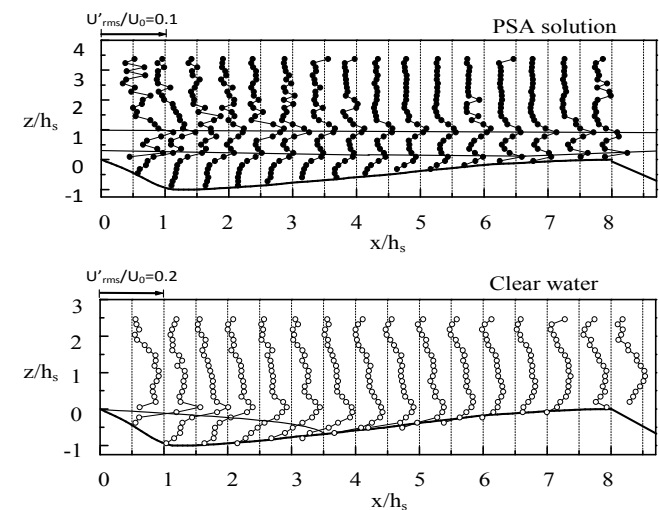 U'rms/U0=0.1
PSA solution
4
3
2
1
0
-1
z/hs
0 1 2 3 4 5 6 7 8
x/hs
U'rms/U0=0.2
Clear water
3
2
1
0
-1
z/hs
0 1 2 3 4 5 6 7 8
x/hs